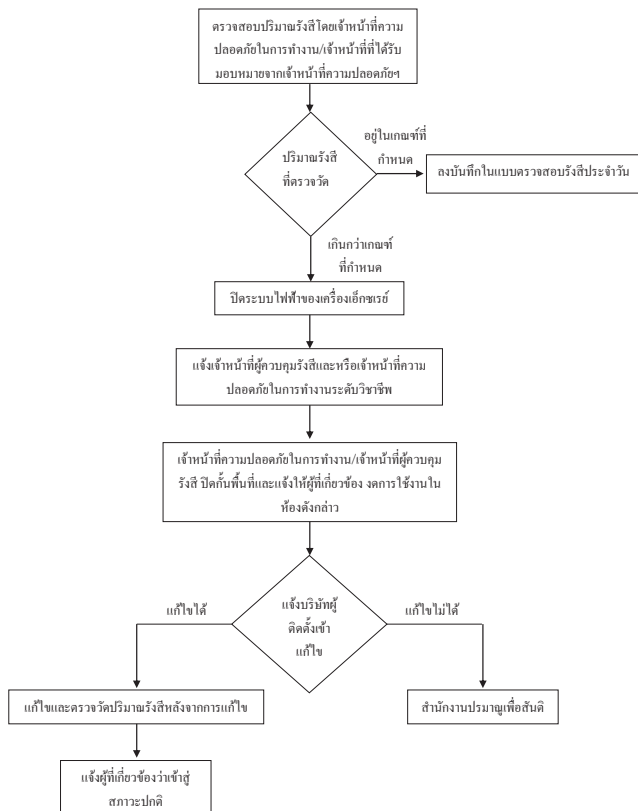 ตรวจสอบปริมาณรังสีโดยเจ้าหน้าที่ความ
ปลอดภัยในการทำงาน/เจ้าหน้าที่ที่ได้รับ
มอบหมายจากเจ้าหน้าที่ความปลอดภัยฯ
ปริมาณรังสี
ที่ตรวจวัด
อยู่ในเกณฑ์ที่
กำหนด
ลงบันทึกในแบบตรวจสอบรังสีประจำวัน
เกินกว่าเกณฑ์
ที่กำหนด
ปิดระบบไฟฟ้าของเครื่องเอ็กซเรย์
แจ้งเจ้าหน้าที่ผู้ควบคุมรังสีและหรือเจ้าหน้าที่ความ
ปลอดภัยในการทำงานระดับวิชาชีพ
เจ้าหน้าที่ความปลอดภัยในการทำงาน/เจ้าหน้าที่ผู้ควบคุม
รังสี ปิดกั้นพื้นที่และแจ้งให้ผู้ที่เกี่ยวข้อง งดการใช้งานใน
ห้องดังกล่าว
แจ้งบริษัทผู้
ติดตั้งเข้า
แก้ไข
แก้ไขได้
แก้ไขไม่ได้
แก้ไขและตรวจวัดปริมาณรังสีหลังจากการแก้ไข
สำนักงานปรมาณูเพื่อสันติ
แจ้งผู้ที่เกี่ยวข้องว่าเข้าสู่
สภาวะปกติ